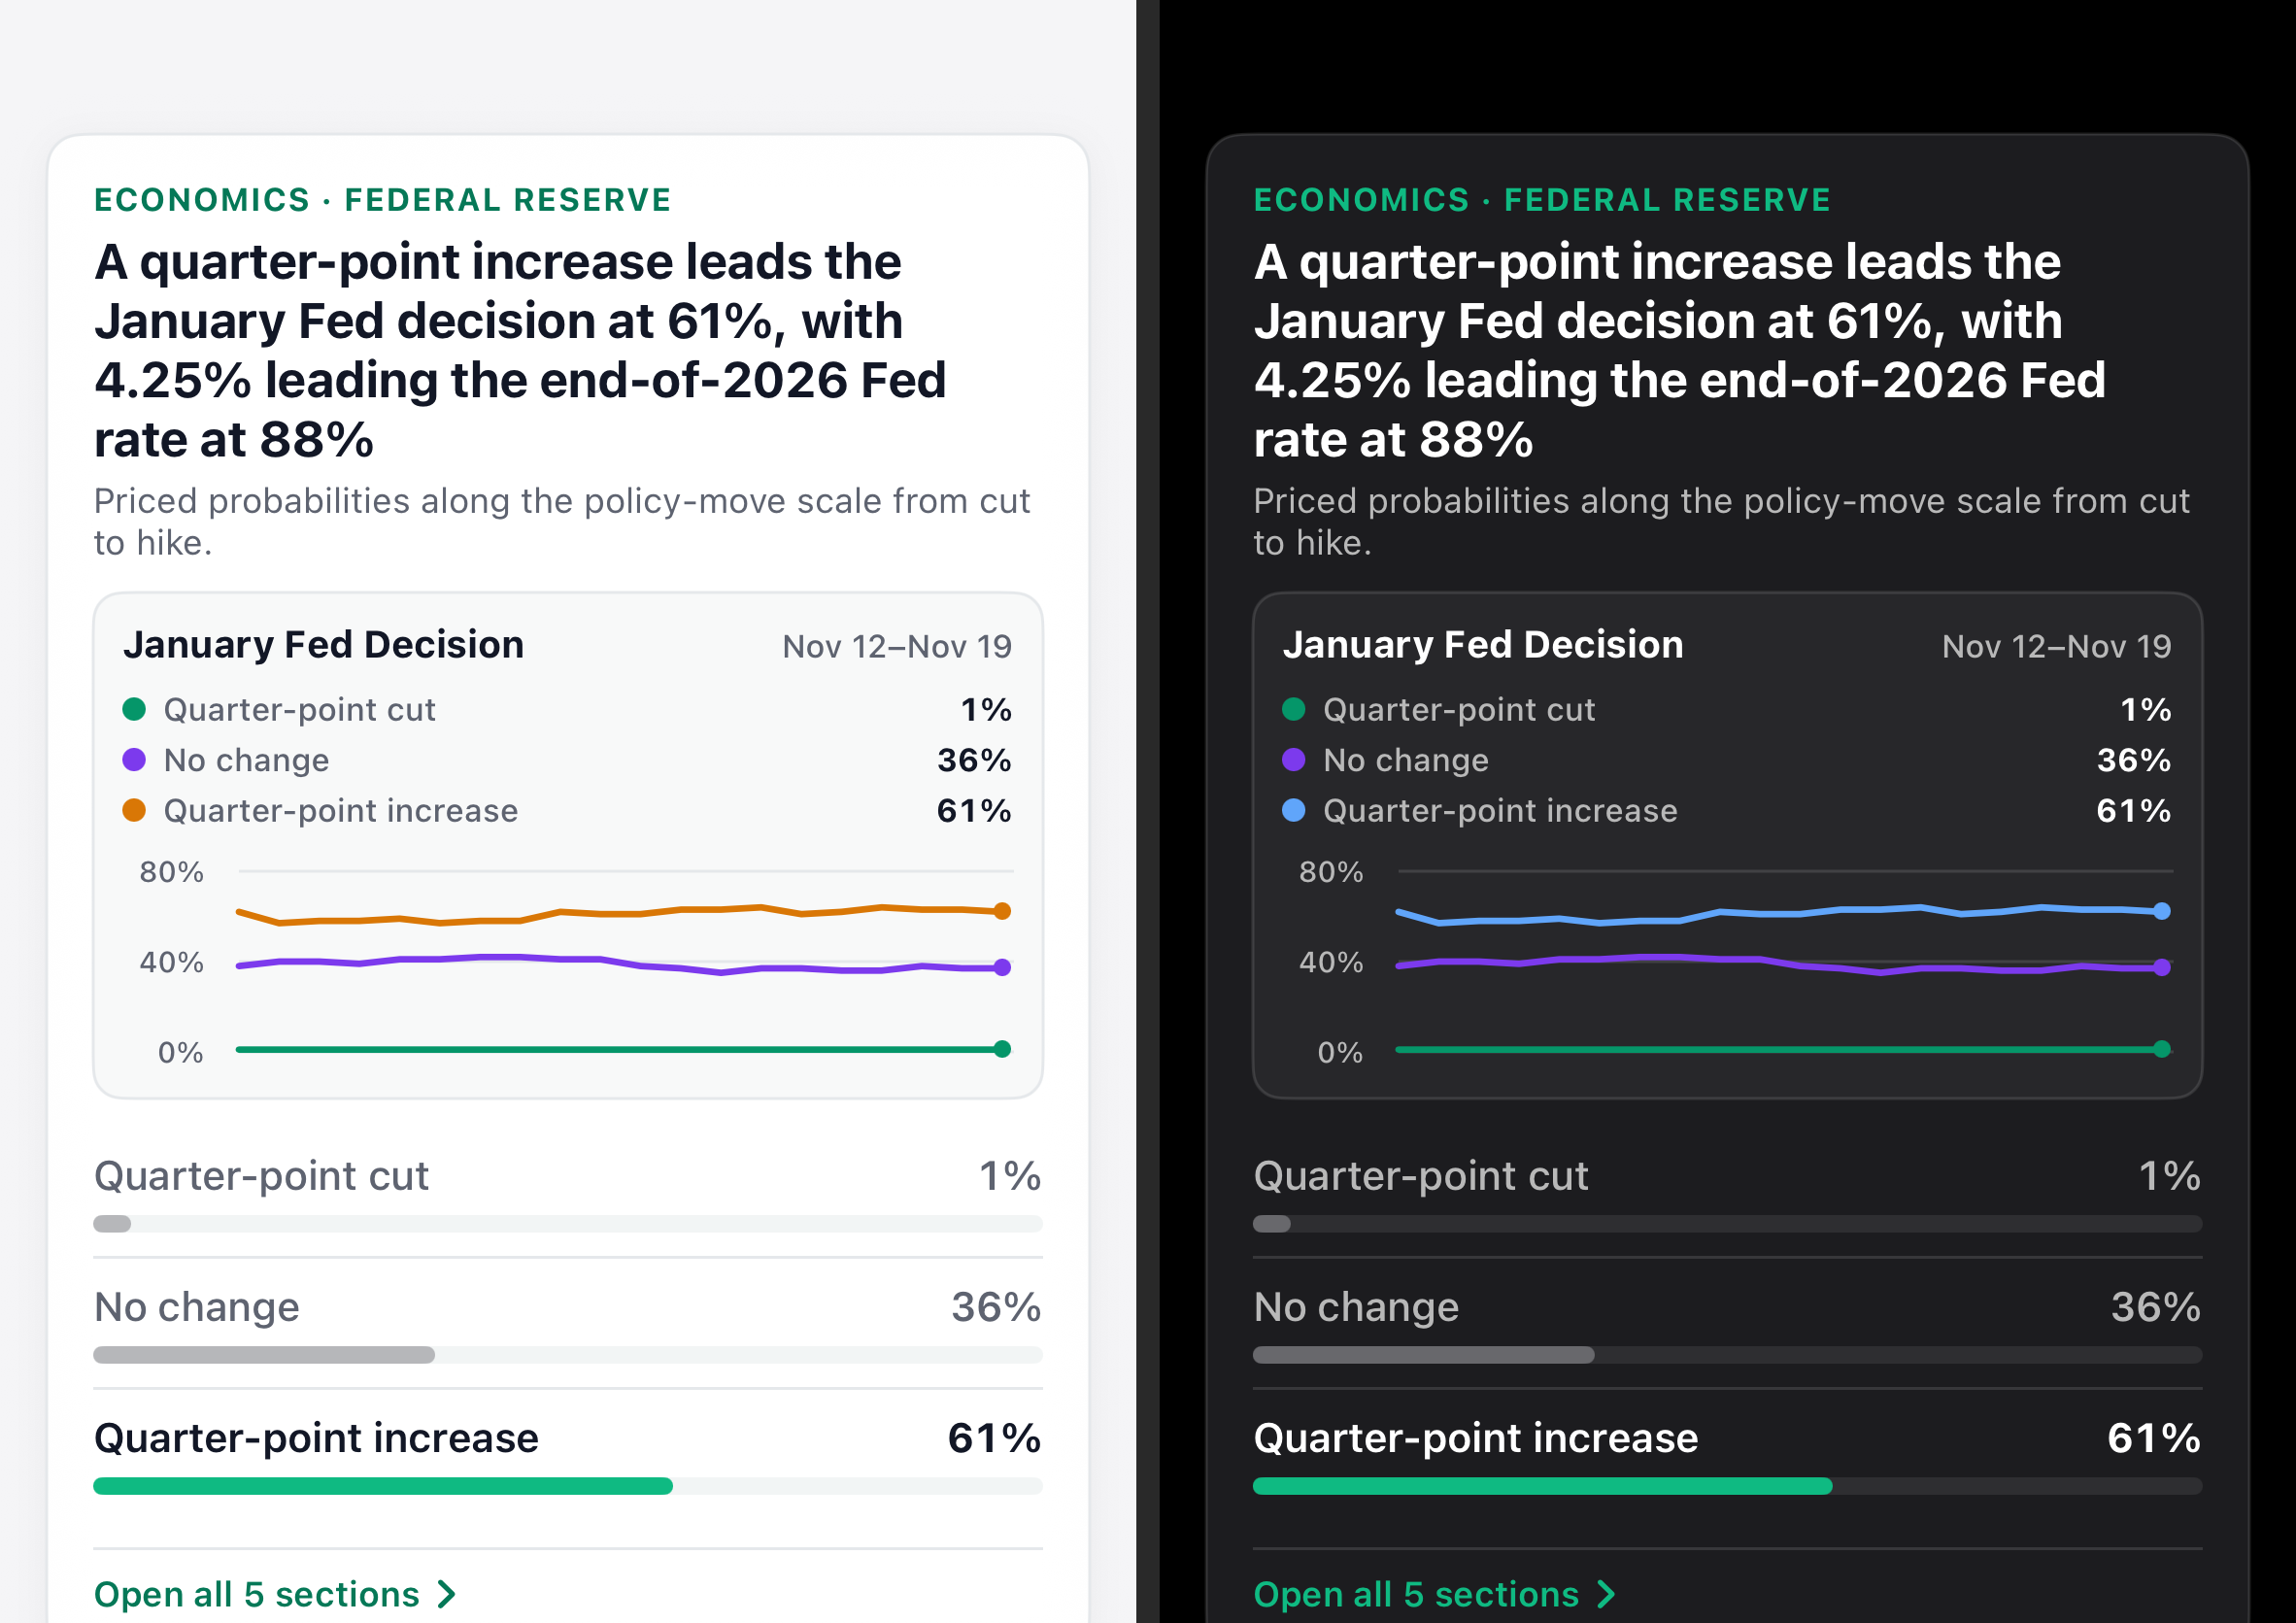 ECONOMICS · FEDERAL RESERVE
A quarter-point increase leads the
January Fed decision at 61%, with
4.25% leading the end-of-2026 Fed
rate at 88%
Priced probabilities along the policy-move scale from cut
to hike.
January Fed Decision Nov 12–Nov 19
Quarter-point cut 1%
No change 36%
Quarter-point increase 61%
80%
40%
0%
Quarter-point cut 1%
No change 36%
Quarter-point increase 61%
Open all 5 sections
ECONOMICS · FEDERAL RESERVE
A quarter-point increase leads the
January Fed decision at 61%, with
4.25% leading the end-of-2026 Fed
rate at 88%
Priced probabilities along the policy-move scale from cut
to hike.
January Fed Decision Nov 12–Nov 19
Quarter-point cut 1%
No change 36%
Quarter-point increase 61%
80%
40%
0%
Quarter-point cut 1%
No change 36%
Quarter-point increase 61%
Open all 5 sections